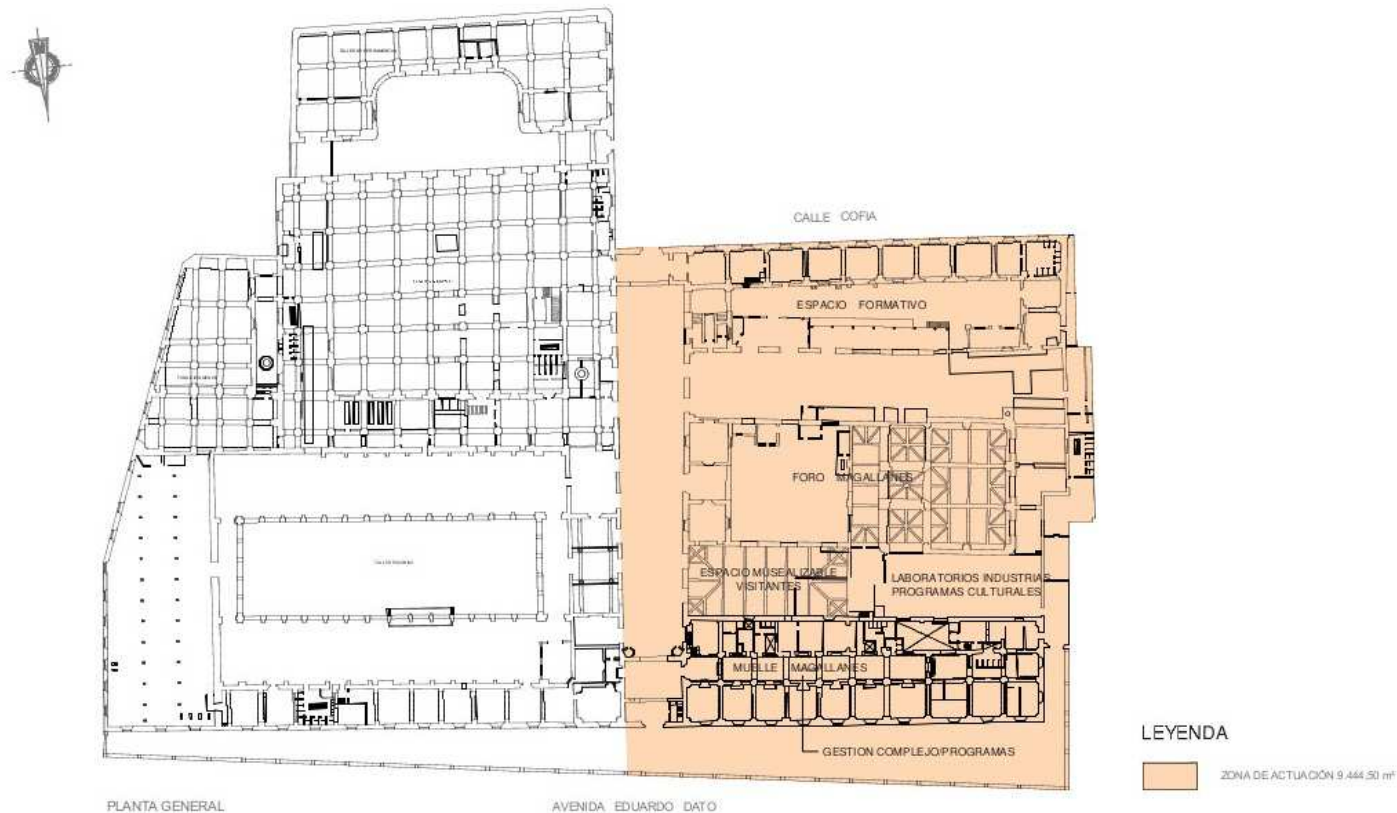 CALLE COFIA
ESPACIO FORMATIVO
FORO MAGALLANES
ESPACIO MUSEALIZABLE
VISITANTES
LABORATORIOS INDUSTRIAS
PROGRAMAS CULTURALES
MUELLE MAGALLANES
GESTION COMPLEJO/PROGRAMAS
LEYENDA
ZONA DE ACTUACIÓN 9.444,50 m²
PLANTA GENERAL
AVENIDA EDUARDO DATO